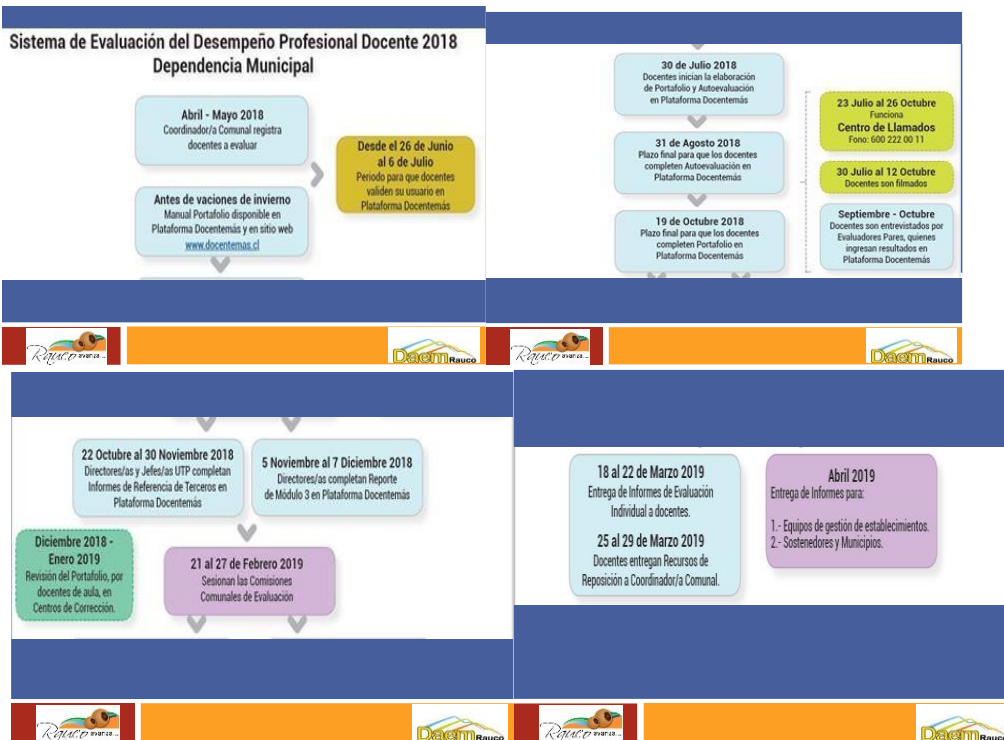 Sistema de Evaluación del Desempeño Profesional Docente 2018
Dependencia Municipal
Abril - Mayo 2018
Coordinador/a Comunal registra
docentes a evaluar
Antes de vaciones de invierno
Manual Portafolio disponible en
Plataforma Docentemás y en sitio web
www.docentemas.cl
Desde el 26 de Junio
al 6 de Julio
Periodo para que docentes
validen su usuario en
Plataforma Docentemás
Rauco avanza...
Daem Rauco
30 de Julio 2018
Docentes inician la elaboración
de Portafolio y Autoevaluación
en Plataforma Docentemás
31 de Agosto 2018
Plazo final para que los docentes
completen Autoevaluación en
Plataforma Docentemás
19 de Octubre 2018
Plazo final para que los docentes
completen Portafolio en
Plataforma Docentemás
23 Julio al 26 Octubre
Funciona
Centro de Llamados
Fono: 600 222 00 11
30 Julio al 12 Octubre
Docentes son filmados
Septiembre - Octubre
Docentes son entrevistados por
Evaluadores Pares, quienes
ingresan resultados en
Plataforma Docentemás
Rauco avanza...
Daem Rauco
22 Octubre al 30 Noviembre 2018
Directores/as y Jefes/as UTP completan
Informes de Referencia de Terceros en
Plataforma Docentemás
5 Noviembre al 7 Diciembre 2018
Directores/as completan Reporte
de Módulo 3 en Plataforma Docentemás
Diciembre 2018 -
Enero 2019
Revisión del Portafolio, por
docentes de aula, en
Centros de Corrección.
21 al 27 de Febrero 2019
Sesionan las Comisiones
Comunales de Evaluación
Rauco avanza...
Daem Rauco
18 al 22 de Marzo 2019
Entrega de Informes de Evaluación
Individual a docentes.
25 al 29 de Marzo 2019
Docentes entregan Recursos de
Reposición a Coordinador/a Comunal.
Abril 2019
Entrega de Informes para:
1.- Equipos de gestión de establecimientos.
2.- Sostenedores y Municipios.
Rauco avanza...
Daem Rauco